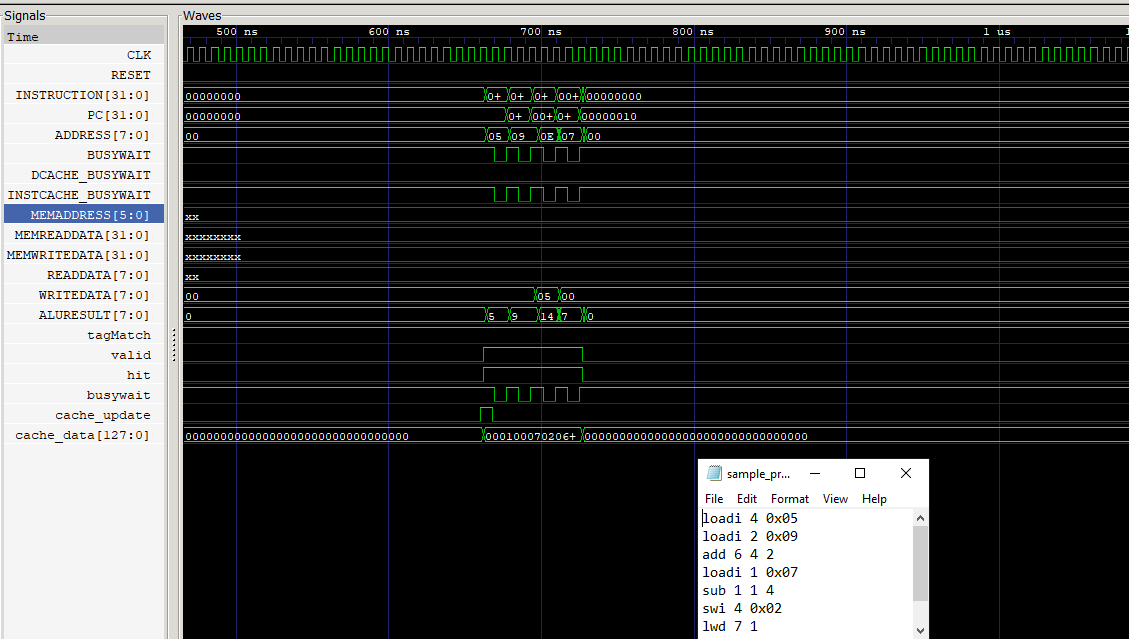 Signals
Waves
Time
500 ns
600 ns
700 ns
800 ns
900 ns
1 us
CLK
RESET
INSTRUCTION[31:0]
00000000
0+
0+
0+
00+
00000000
PC[31:0]
00000000
0+
00+
0+
00000010
ADDRESS[7:0]
00
05
09
0E
07
00
BUSYWAIT
DCACHE_BUSYWAIT
INSTCACHE_BUSYWAIT
MEMADDRESS[5:0]
xx
MEMREADDATA[31:0]
xxxxxxxx
MEMWRITEDATA[31:0]
xxxxxxxx
READDATA[7:0]
xx
WRITEDATA[7:0]
00
05
00
ALURESULT[7:0]
0
5
9
14
7
0
tagMatch
valid
hit
busywait
cache_update
cache_data[127:0]
00000000000000000000000000000000
000100070206+
00000000000000000000000000000000
sample_pr...
File Edit Format View Help
loadi 4 0x05
loadi 2 0x09
add 6 4 2
loadi 1 0x07
sub 1 1 4
swi 4 0x02
lwd 7 1